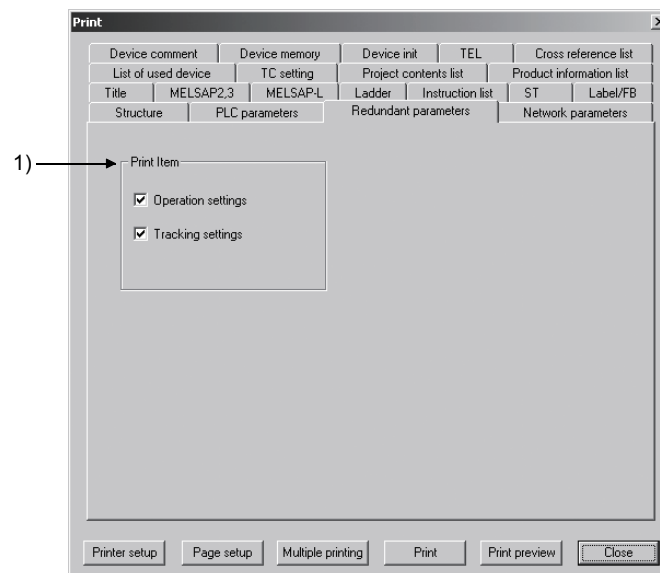 Print
Device comment Device memory Device init TEL Cross reference list
List of used device TC setting Project contents list Product information list
Title MELSAP2,3 MELSAP-L Ladder Instruction list ST Label/FB
Structure PLC parameters Redundant parameters Network parameters
1) Print Item
Operation settings
Tracking settings
Printer setup Page setup Multiple printing Print Print preview Close